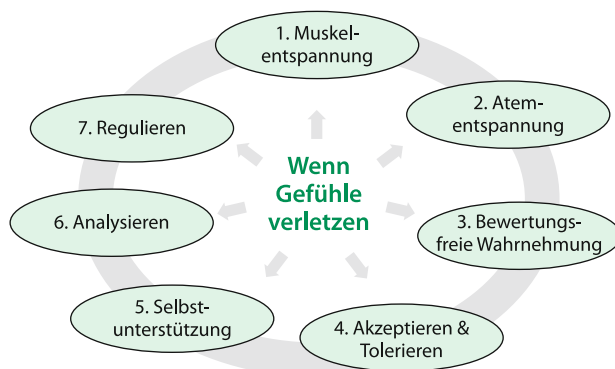 1. Muskel-
entspannung
2. Atem-
entspannung
3. Bewertungs-
freie Wahrnehmung
4. Akzeptieren &
Tolerieren
5. Selbst-
unterstützung
6. Analysieren
7. Regulieren
Wenn
Gefühle
verletzen